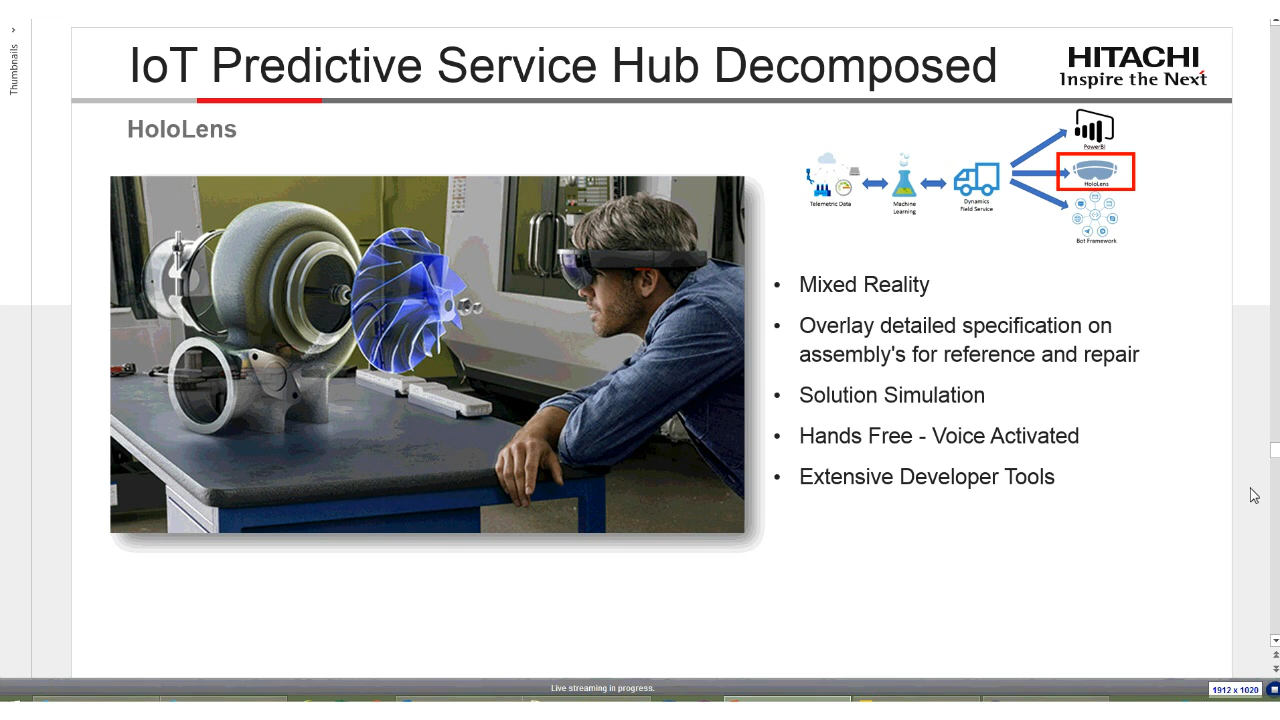 Thumbnails
IoT Predictive Service Hub Decomposed
HITACHI
Inspire the Next
HoloLens
PowerBI
HoloLens
Telemetric Data
Machine
Learning
Dynamics
Field Service
Bot Framework
• Mixed Reality
• Overlay detailed specification on
assembly's for reference and repair
• Solution Simulation
• Hands Free - Voice Activated
• Extensive Developer Tools
Live streaming in progress.
1912 x 1020